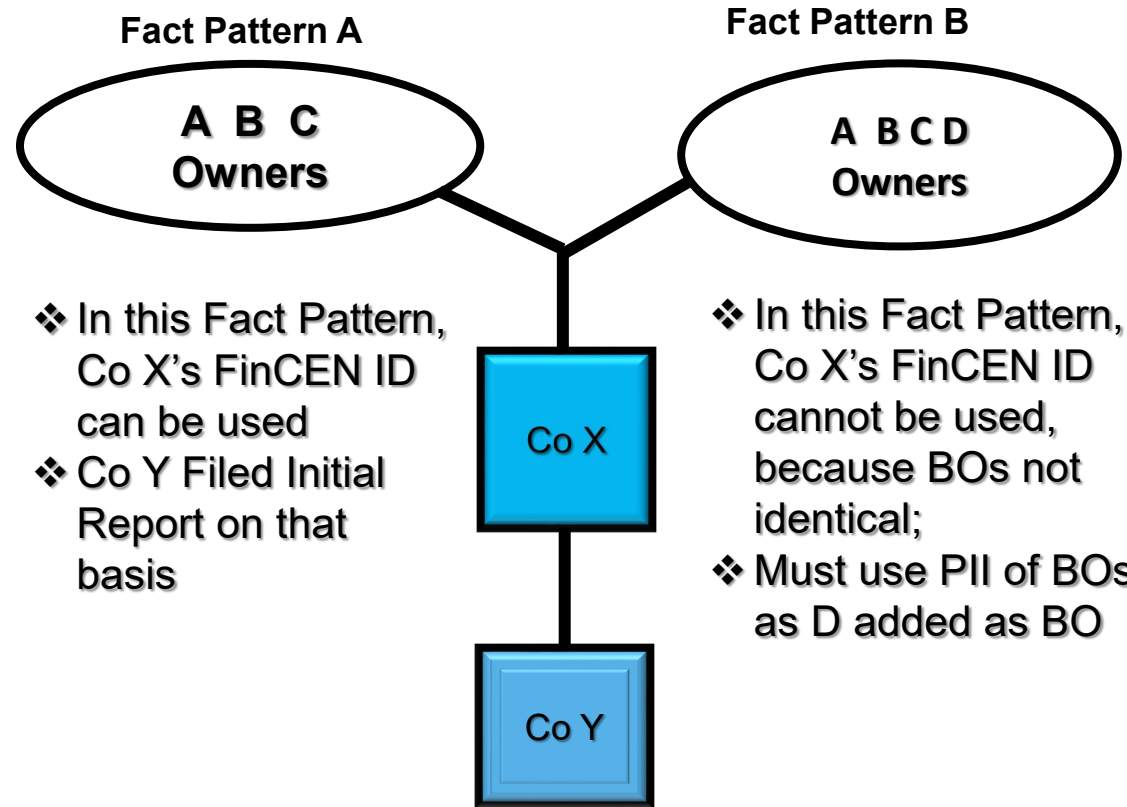 Fact Pattern A
A B C
Owners
❖ In this Fact Pattern,
Co X's FinCEN ID
can be used
❖ Co Y Filed Initial
Report on that
basis
Fact Pattern B
A B C D
Owners
❖ In this Fact Pattern,
Co X's FinCEN ID
cannot be used,
because BOs not
identical;
❖ Must use PII of BOs
as D added as BO
Co X
Co Y